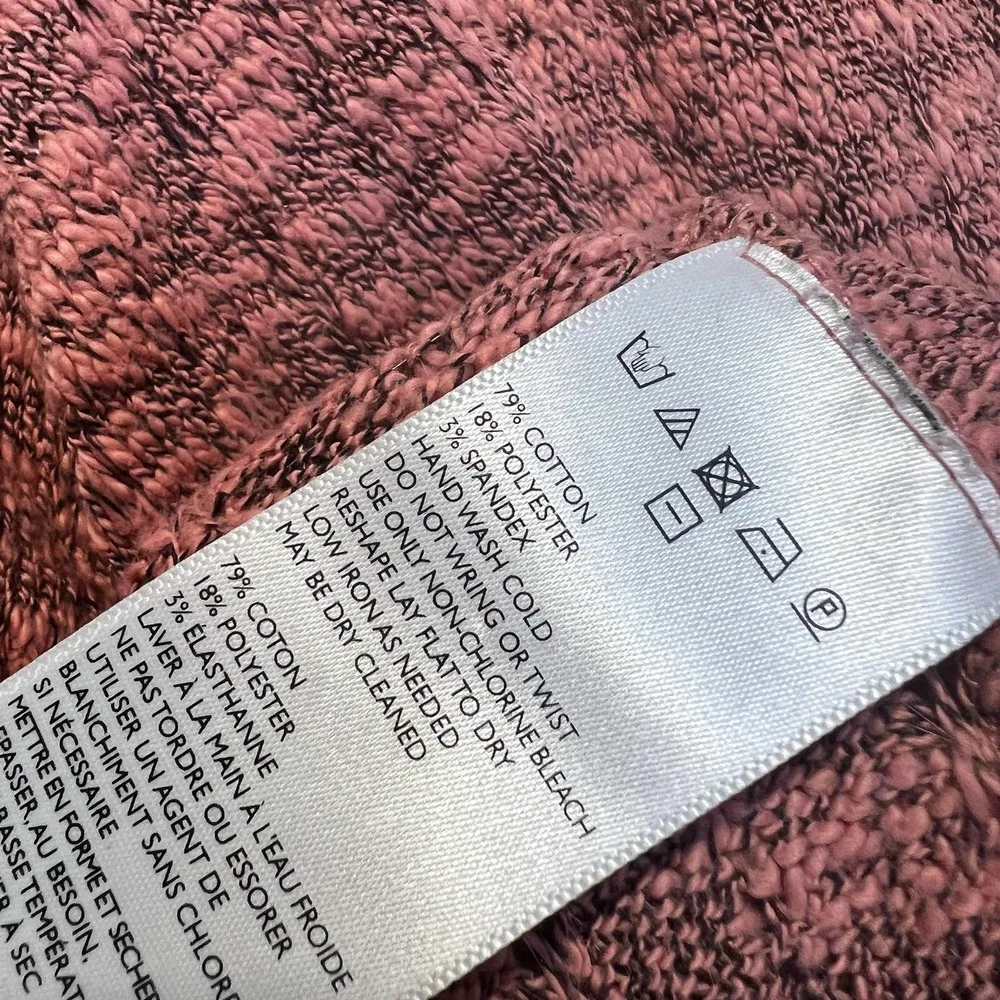 P
79% COTTON
18% POLYESTER
3% SPANDEX
HAND WASH COLD
DO NOT WRING OR TWIST
USE ONLY NON-CHLORINE BLEACH
RESHAPE LAY FLAT TO DRY
LOW IRON AS NEEDED
MAY BE DRY CLEANED
79% COTTON
18% POLYESTER
3% ÉLASTHANNE
LAVER À LA MAIN À L'EAU FROIDE
NE PAS TORDRE OU ESSORER
UTILISER UN AGENT DE
BLANCHIMENT SANS CHLORE
SI NÉCESSAIRE
METTRE EN FORME ET
AU BESOIN.
À SEC